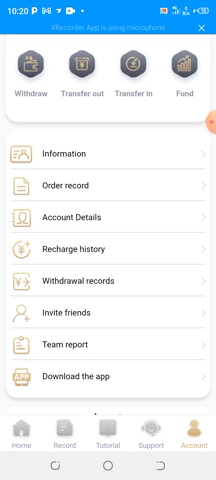 10:20
XRecorder App is using microphone
Withdraw Transfer out Transfer in Fund
Information
Order record
Account Details
Recharge history
Withdrawal records
Invite friends
Team report
APP Download the app
Home Record Tutorial Support Account